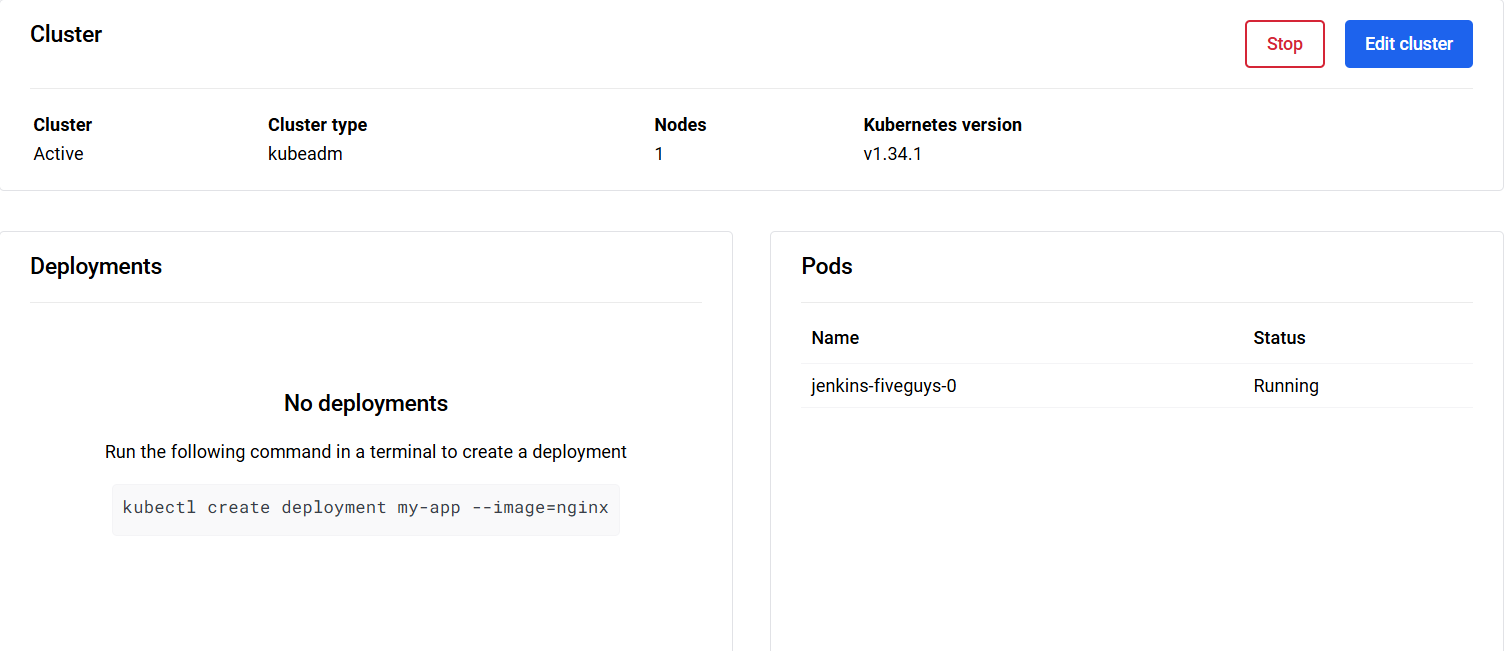 Cluster
Stop
Edit cluster
Cluster
Cluster type
Nodes
Kubernetes version
Active
kubeadm
1
v1.34.1
Deployments
No deployments
Run the following command in a terminal to create a deployment
kubectl create deployment my-app --image=nginx
Pods
Name
Status
jenkins-fiveguys-0
Running